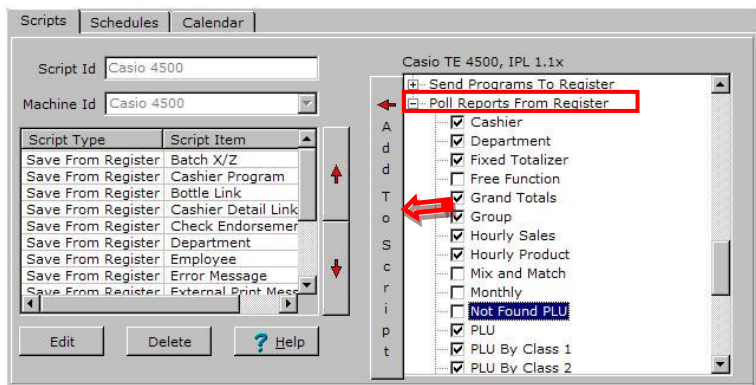 Scripts Schedules Calendar
Script Id Casio 4500
Machine Id Casio 4500
Script Type Script Item
Save From Register Batch X/Z
Save From Register Cashier Program
Save From Register Bottle Link
Save From Register Cashier Detail Link
Save From Register Check Endorsemer
Save From Register Department
Save From Register Employee
Save From Register Error Message
Save From Register External Print Mess
Edit Delete ? Help
Add To Script
Casio TE 4500, IPL 1.1x
Send Programs To Register
Poll Reports From Register
Cashier
Department
Fixed Totalizer
Free Function
Grand Totals
Group
Hourly Sales
Hourly Product
Mix and Match
Monthly
Not Found PLU
PLU
PLU By Class 1
PLU By Class 2